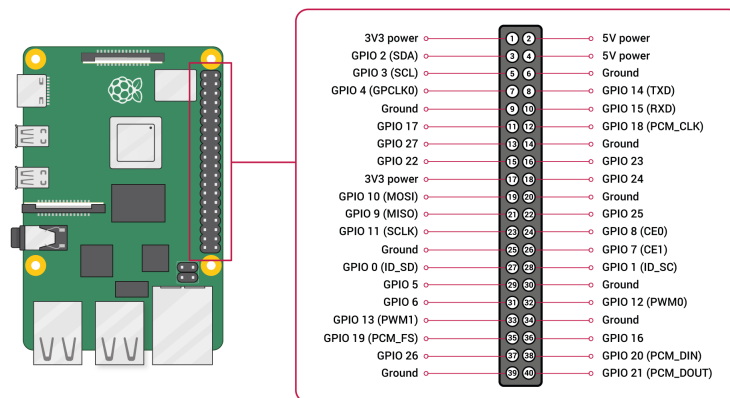 3V3 power 1 2 5V power
GPIO 2 (SDA) 3 4 5V power
GPIO 3 (SCL) 5 6 Ground
GPIO 4 (GPCLK0) 7 8 GPIO 14 (TXD)
Ground 9 10 GPIO 15 (RXD)
GPIO 17 11 12 GPIO 18 (PCM_CLK)
GPIO 27 13 14 Ground
GPIO 22 15 16 GPIO 23
3V3 power 17 18 GPIO 24
GPIO 10 (MOSI) 19 20 Ground
GPIO 9 (MISO) 21 22 GPIO 25
GPIO 11 (SCLK) 23 24 GPIO 8 (CE0)
Ground 25 26 GPIO 7 (CE1)
GPIO 0 (ID_SD) 27 28 GPIO 1 (ID_SC)
GPIO 5 29 30 Ground
GPIO 6 31 32 GPIO 12 (PWM0)
GPIO 13 (PWM1) 33 34 Ground
GPIO 19 (PCM_FS) 35 36 GPIO 16
GPIO 26 37 38 GPIO 20 (PCM_DIN)
Ground 39 40 GPIO 21 (PCM_DOUT)